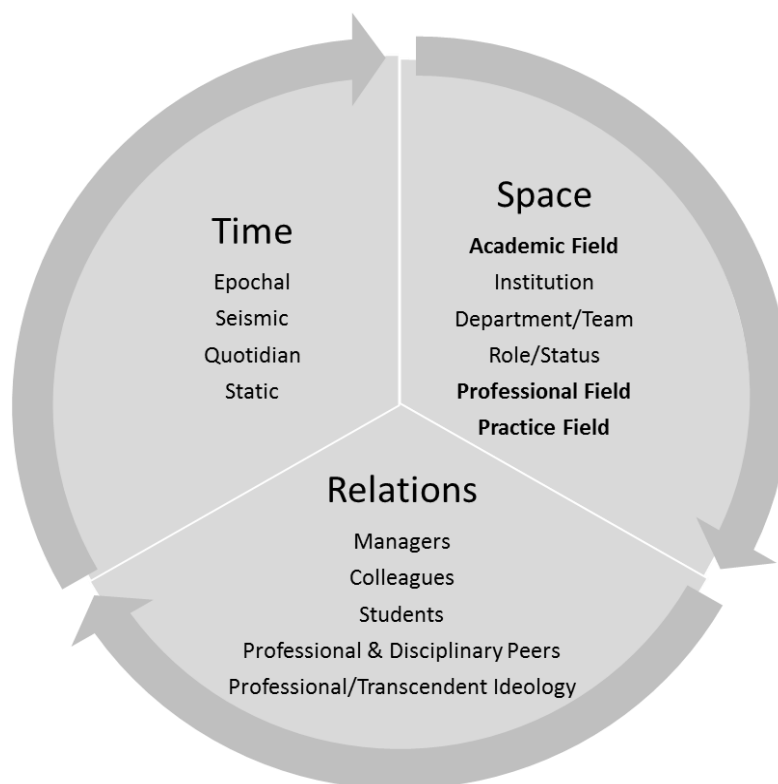 Time
Epochal
Seismic
Quotidian
Static
Space
Academic Field
Institution
Department/Team
Role/Status
Professional Field
Practice Field
Relations
Managers
Colleagues
Students
Professional & Disciplinary Peers
Professional/Transcendent Ideology